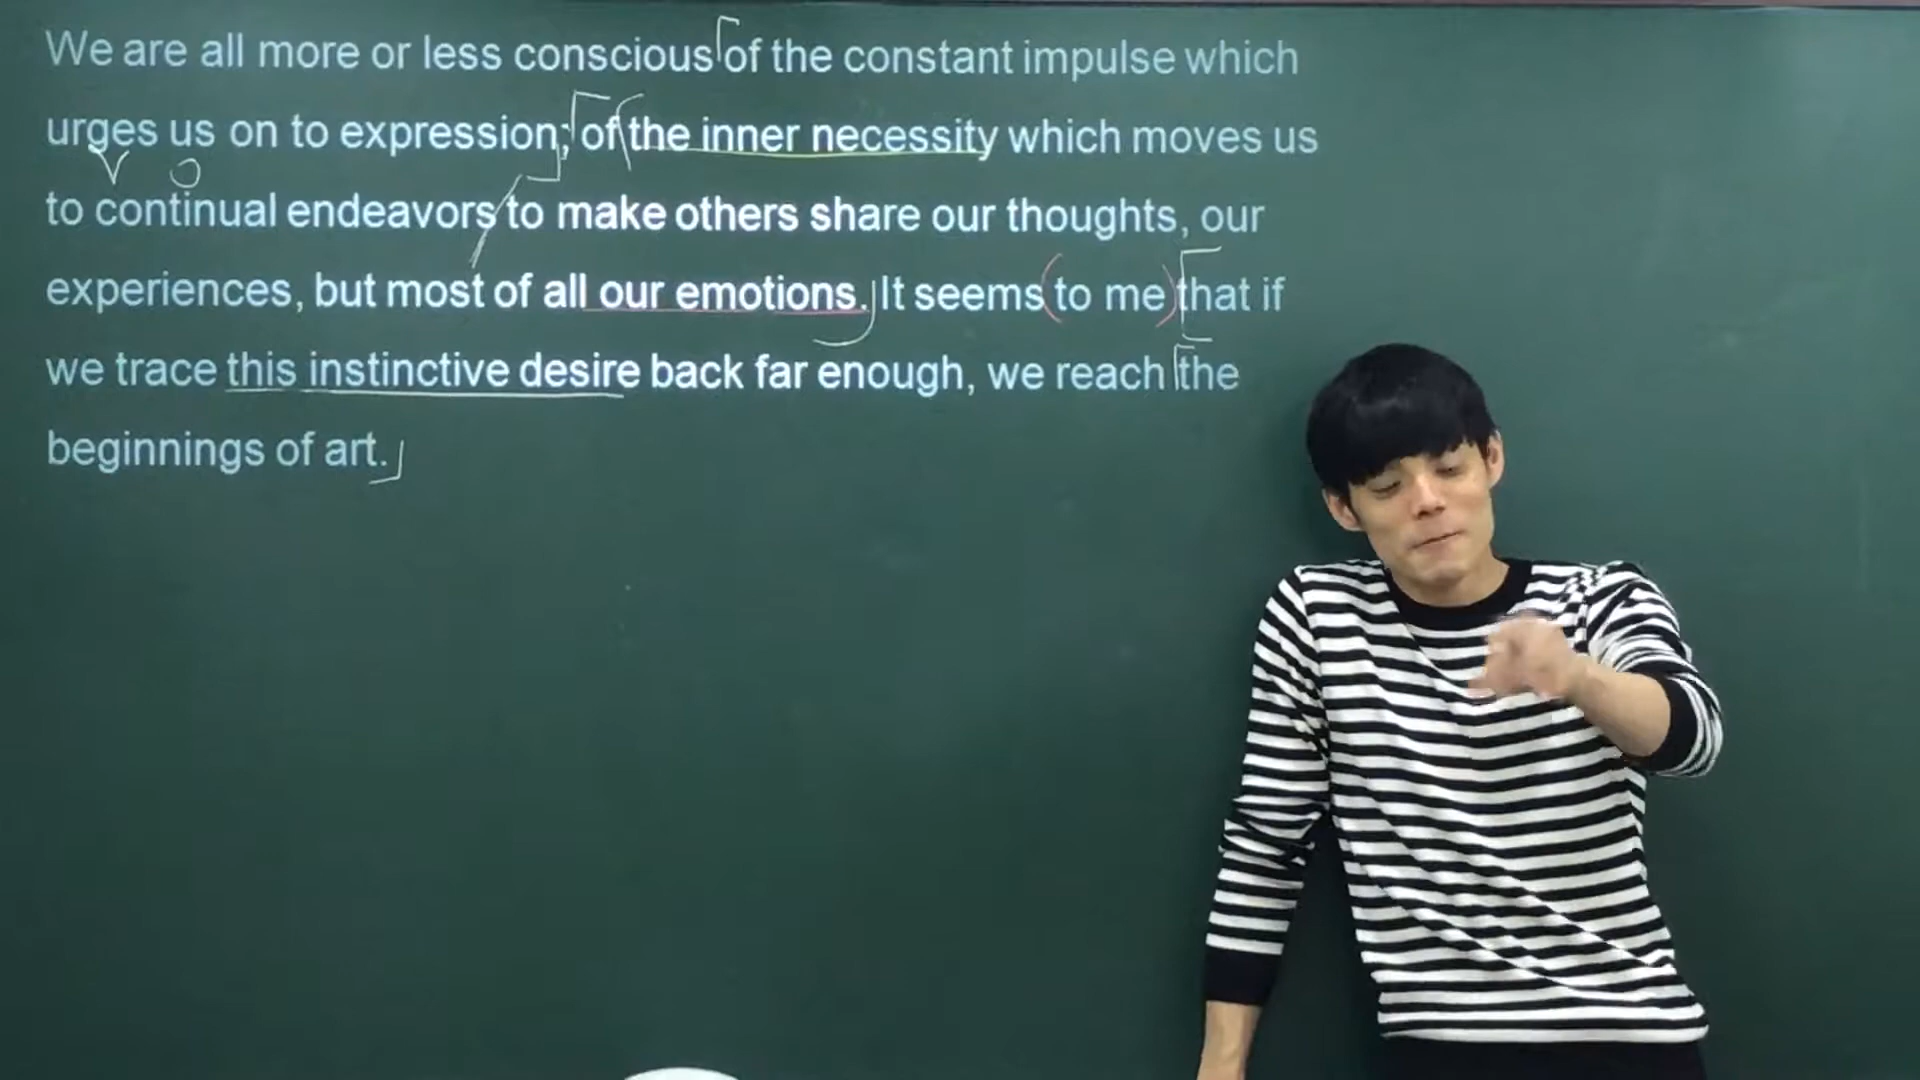 We are all more or less conscious of the constant impulse which
urges us on to expression; of the inner necessity which moves us
to continual endeavors to make others share our thoughts, our
experiences, but most of all our emotions. It seems to me that if
we trace this instinctive desire back far enough, we reach the
beginnings of art.
V O